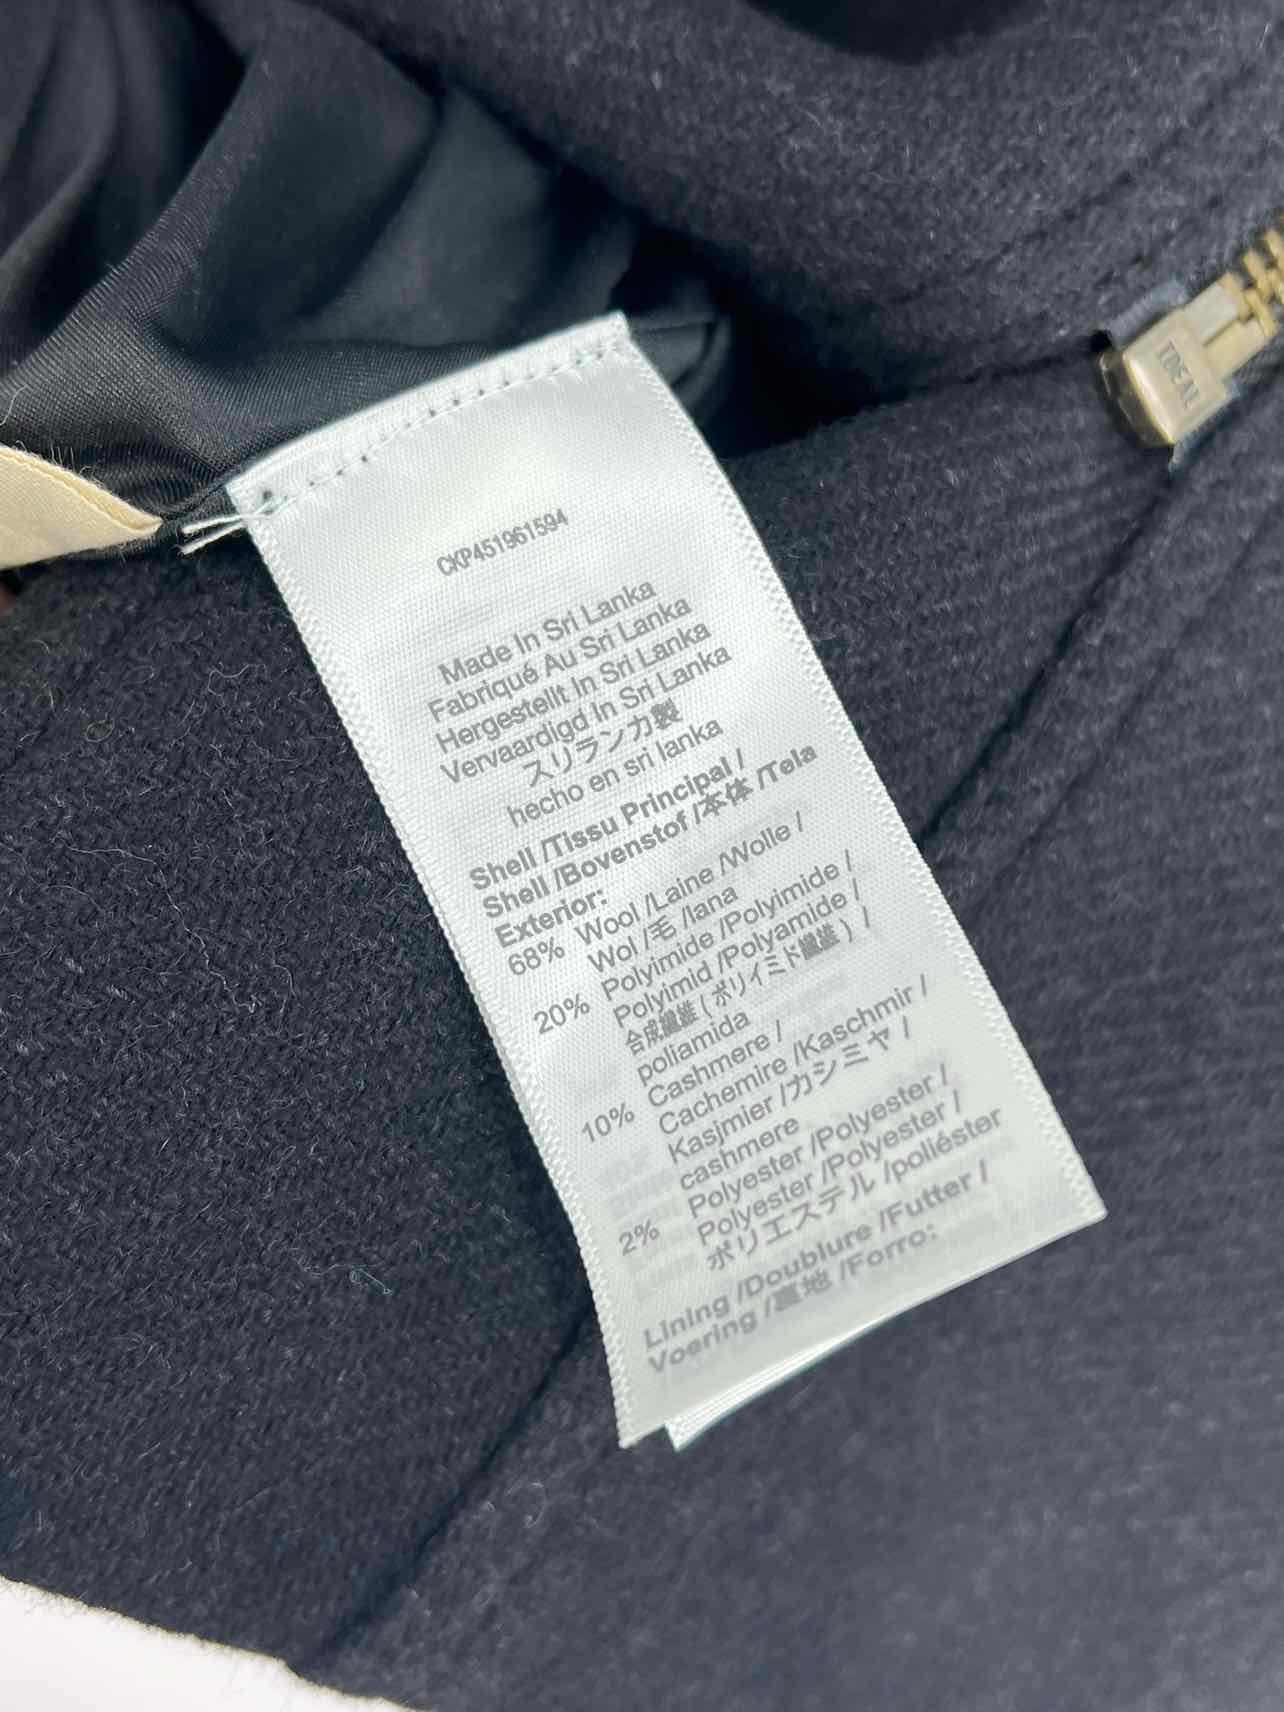 CKP451961594
Made In Sri Lanka
Fabriqué Au Sri Lanka
Hergestellt In Sri Lanka
Vervaardigd In Sri Lanka
スリランカ製
hecho en sri lanka
Shell /Tissu Principal /
Shell /Bovenstof /本体 /Tela
Exterior:
68% Wool /Laine /Wolle /
Wol /毛 /lana
20% Polyimide /Polyimide /
Polyimid /Polyamide /
合成繊維 ( ポリイミド繊維 ) /
poliamida
10% Cashmere /
Cachemire /Kaschmir /
Kasjmier /カシミヤ /
cashmere
2% Polyester /Polyester /
Polyester /Polyester /
ポリエステル /poliéster
Lining /Doublure /Futter /
Voering /裏地 /Forro:
IDEAL